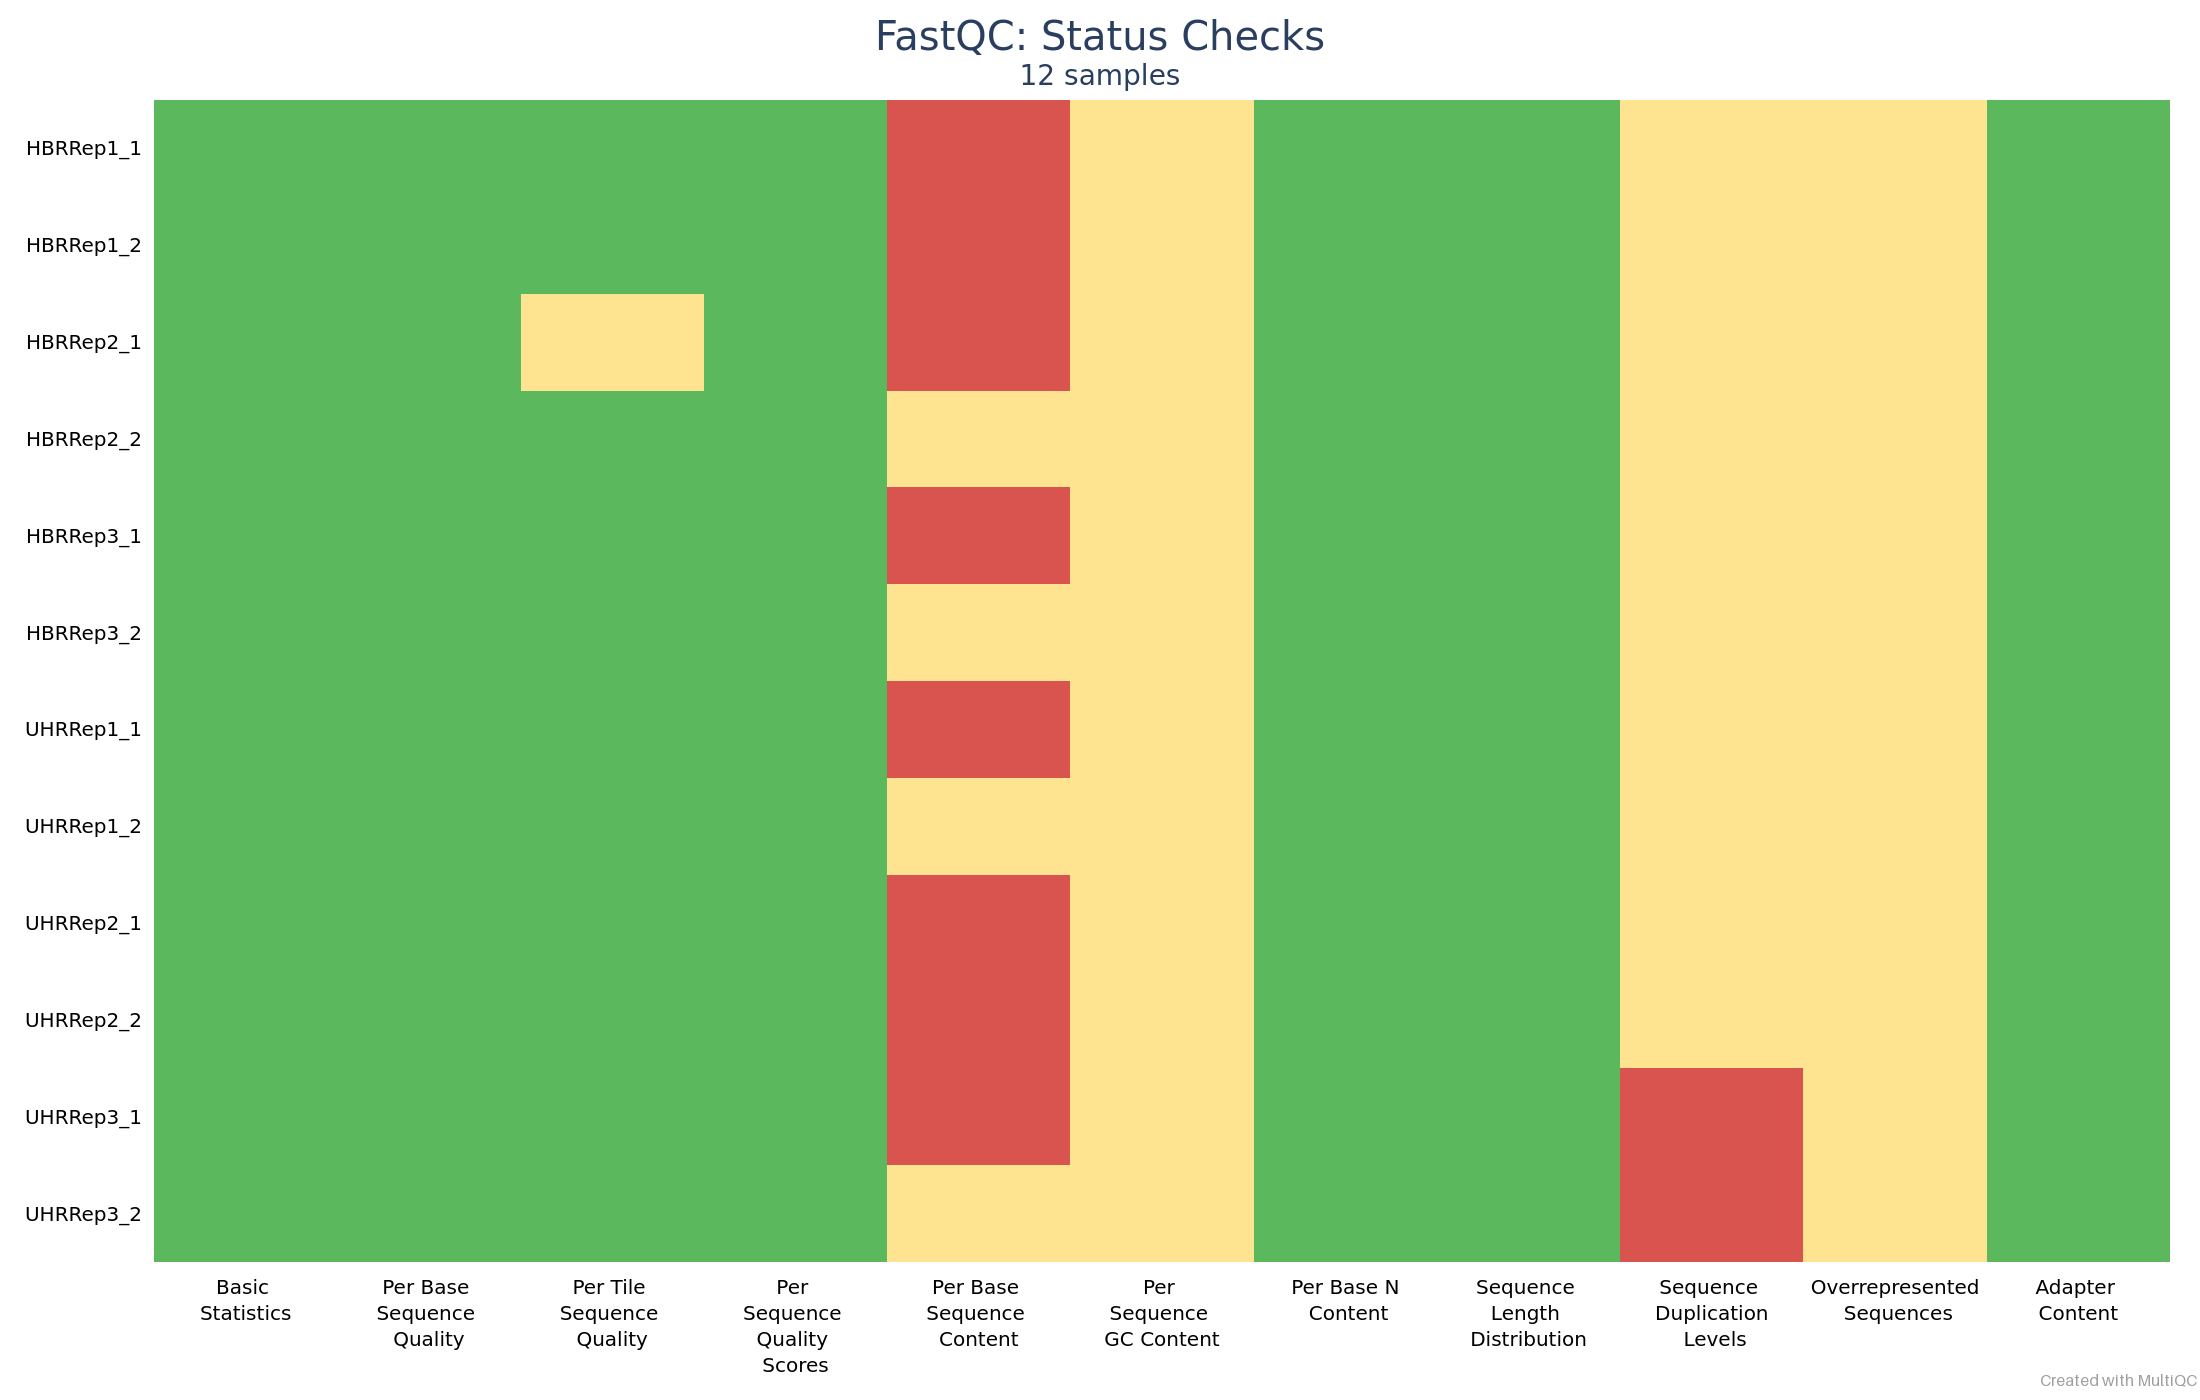 FastQC: Status Checks
12 samples
HBRRep1_1
HBRRep1_2
HBRRep2_1
HBRRep2_2
HBRRep3_1
HBRRep3_2
UHRRep1_1
UHRRep1_2
UHRRep2_1
UHRRep2_2
UHRRep3_1
UHRRep3_2
Basic
Statistics
Per Base
Sequence
Quality
Per Tile
Sequence
Quality
Per
Sequence
Quality
Scores
Per Base
Sequence
Content
Per
Sequence
GC Content
Per Base N
Content
Sequence
Length
Distribution
Sequence
Duplication
Levels
Overrepresented
Sequences
Adapter
Content
Created with MultiQC